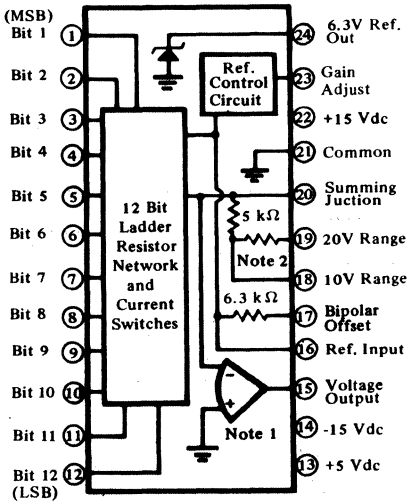 (MSB)
Bit 1 1
Bit 2 2
Bit 3 3
Bit 4 4
Bit 5 5
Bit 6 6
Bit 7 7
Bit 8 8
Bit 9 9
Bit 10 10
Bit 11 11
Bit 12 12
(LSB)
12 Bit
Ladder
Resistor
Network
and
Current
Switches
Ref.
Control
Circuit
5 kΩ
Note 2
6.3 kΩ
-
+
Note 1
24 6.3V Ref.
Out
23 Gain
Adjust
22 +15 Vdc
21 Common
20 Summing
Juction
19 20V Range
18 10V Range
17 Bipolar
Offset
16 Ref. Input
15 Voltage
Output
14 -15 Vdc
13 +5 Vdc